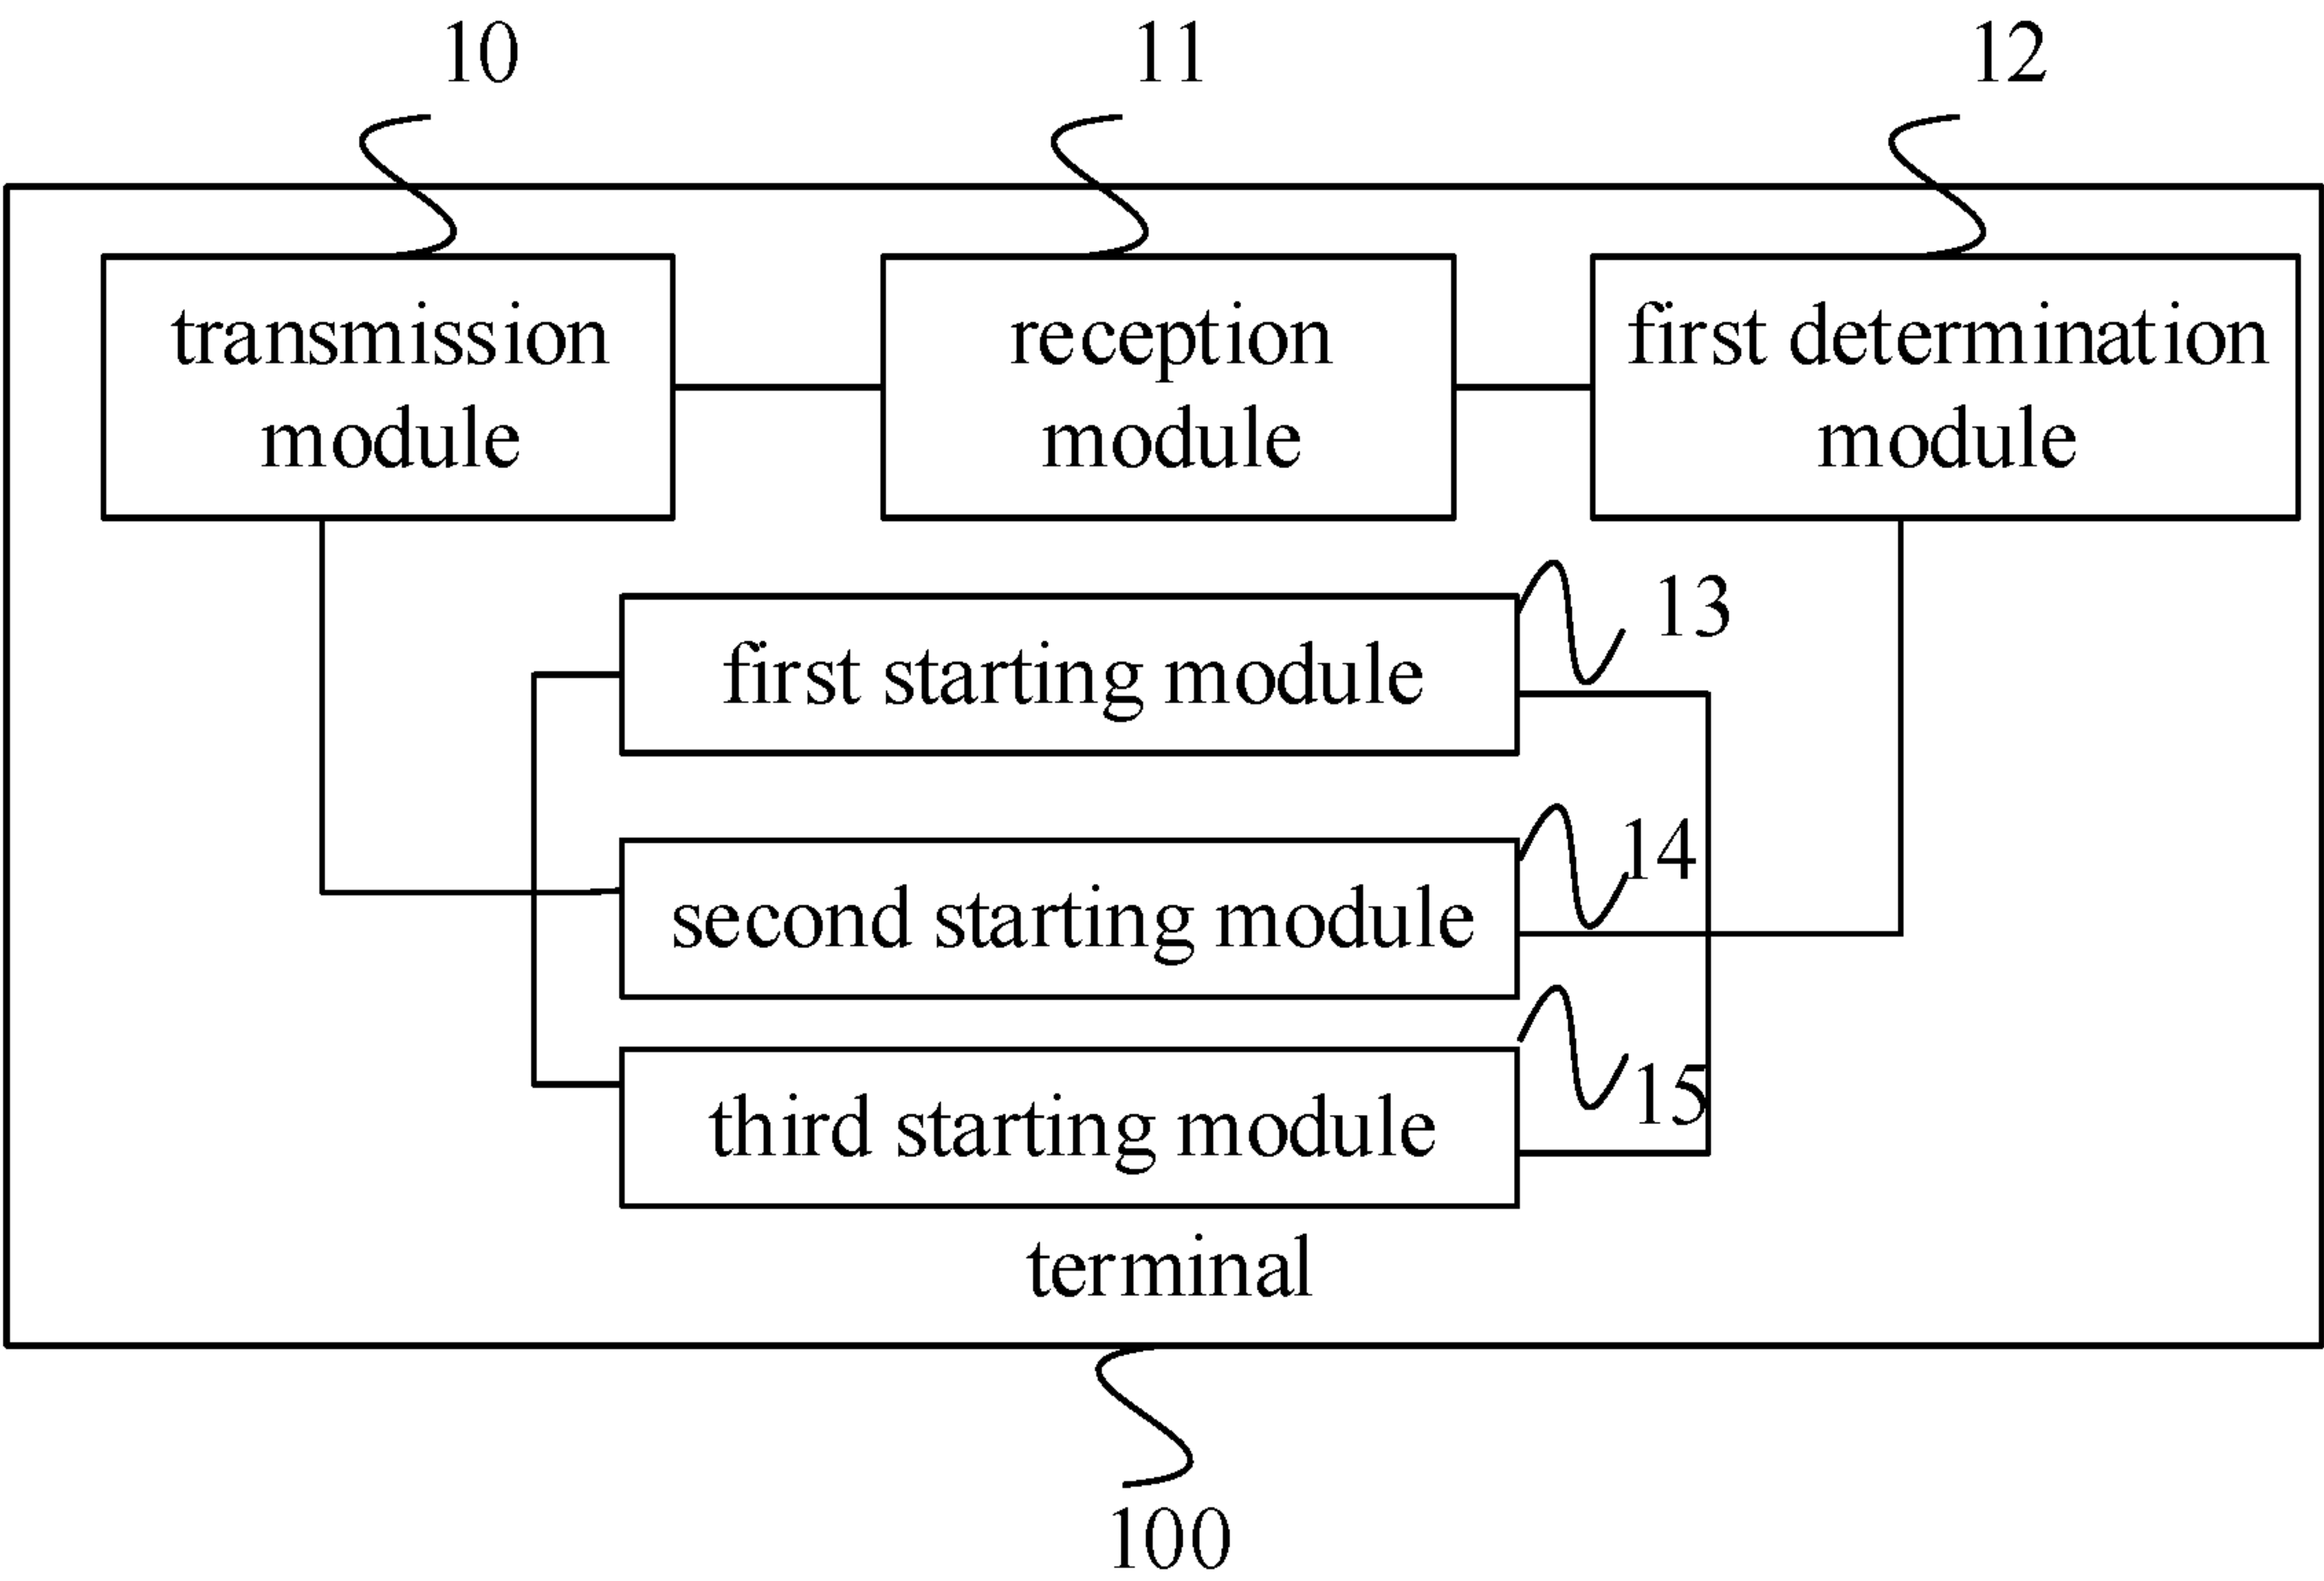 10
11
12
transmission
module
reception
module
first determination
module
13
first starting module
14
second starting module
15
third starting module
terminal
100